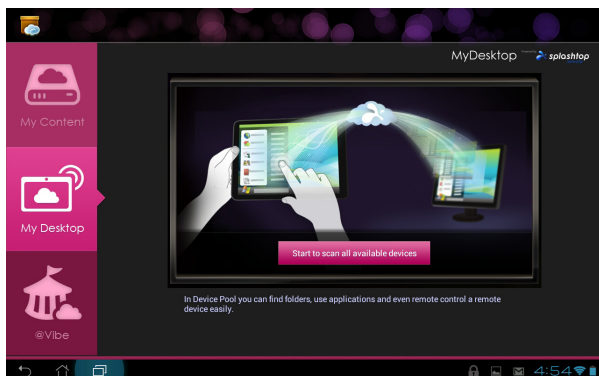 MyDesktop splashtop
My Content
My Desktop
Start to scan all available devices
In Device Pool you can find folders, use applications and even remote control a remote
device easily.
@Vibe
4:54